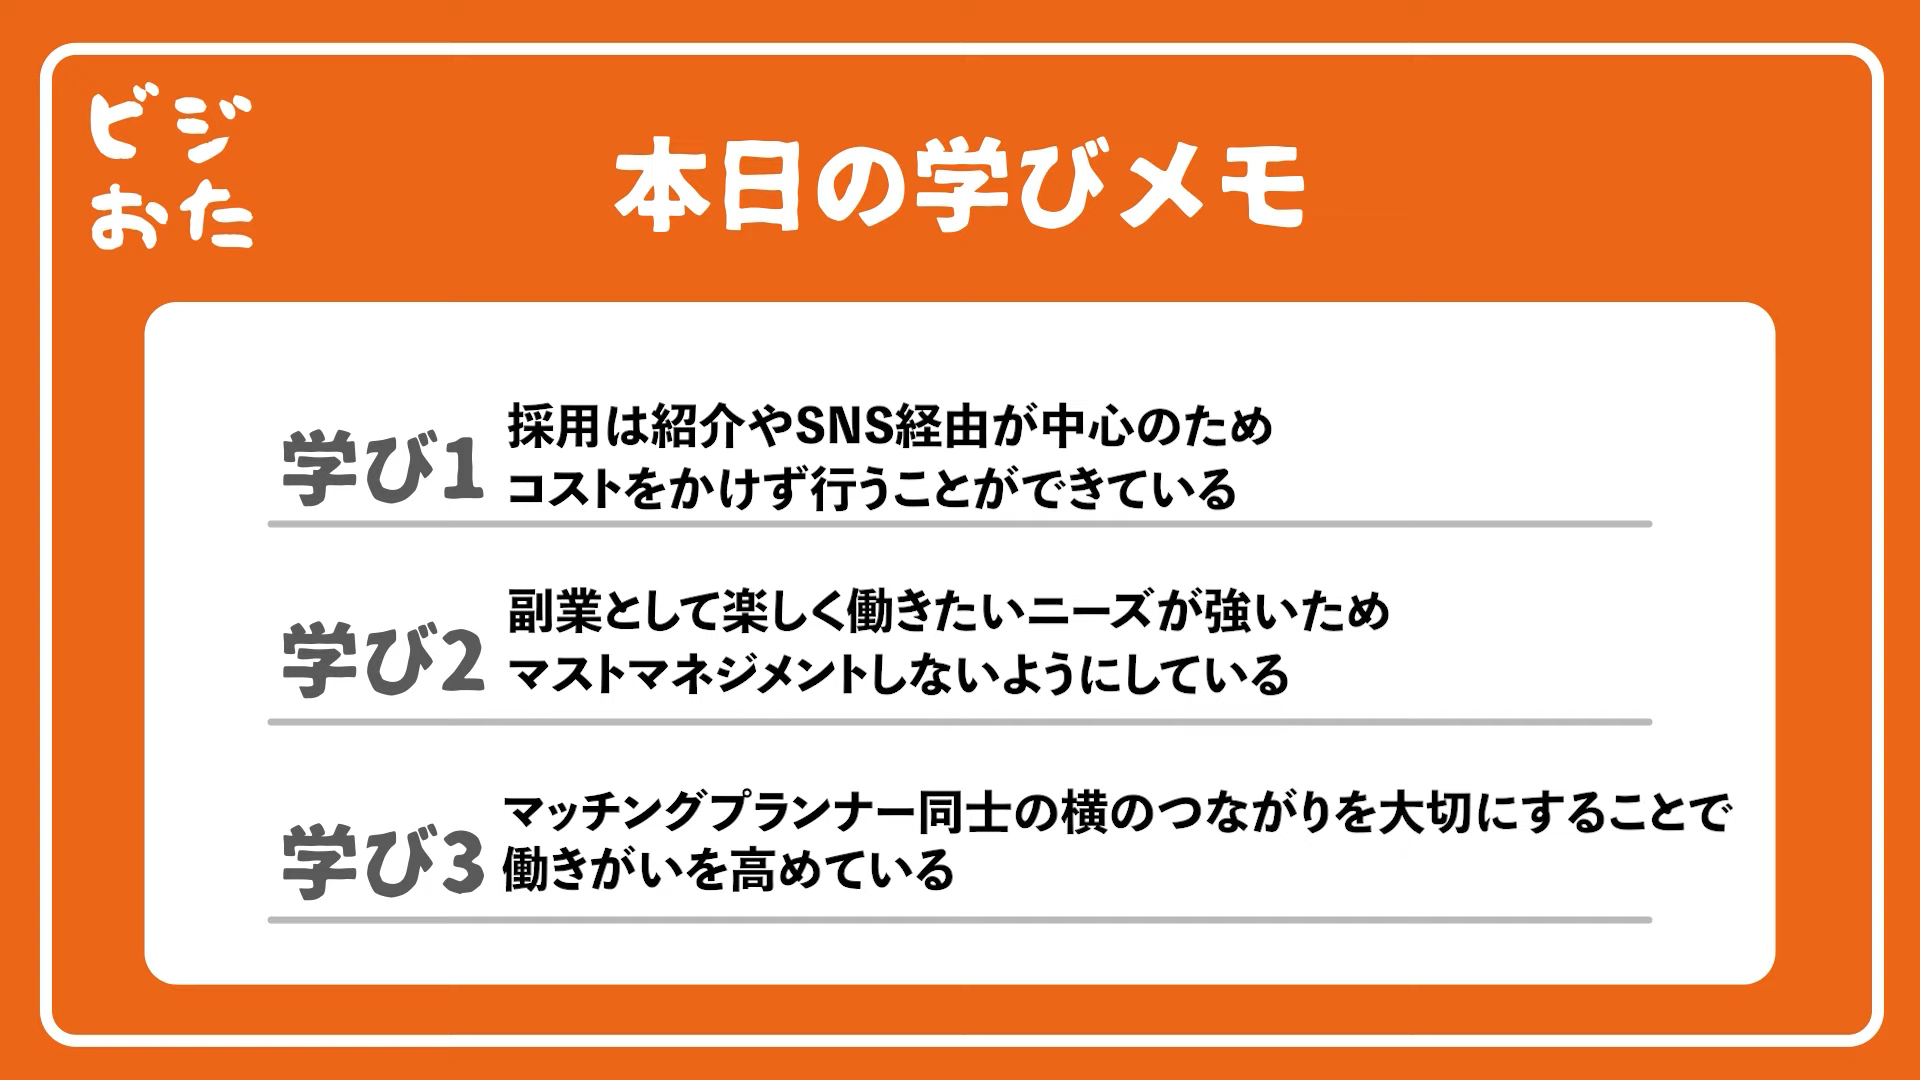 ビジ
おた
本日の学びメモ
学び1
採用は紹介やSNS経由が中心のため
コストをかけず行うことができている
学び2
副業として楽しく働きたいニーズが強いため
マストマネジメントしないようにしている
学び3
マッチングプランナー同士の横のつながりを大切にすることで
働きがいを高めている